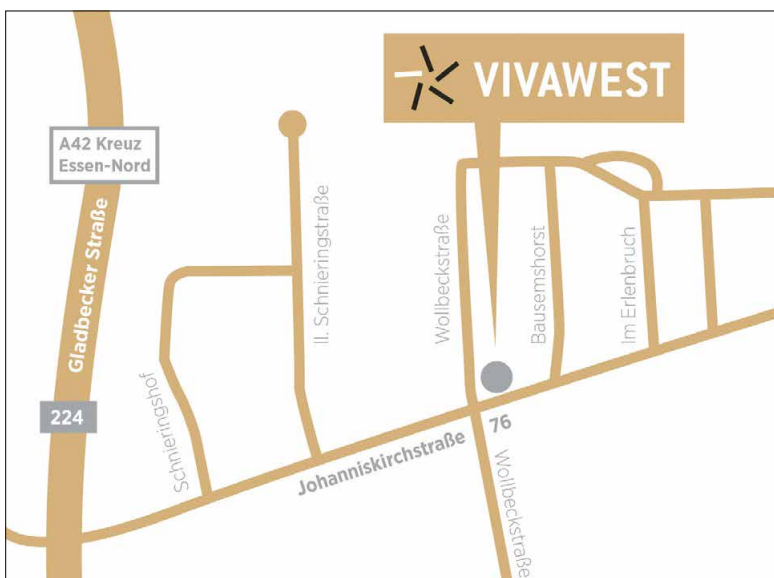 VIVAWEST
A42 Kreuz
Essen-Nord
Gladbecker Straße
224
Schnieringshof
II. Schnieringstraße
Wollbeckstraße
Bausemshorst
Im Erlenbruch
Johanniskirchstraße
76
Wollbeckstraße